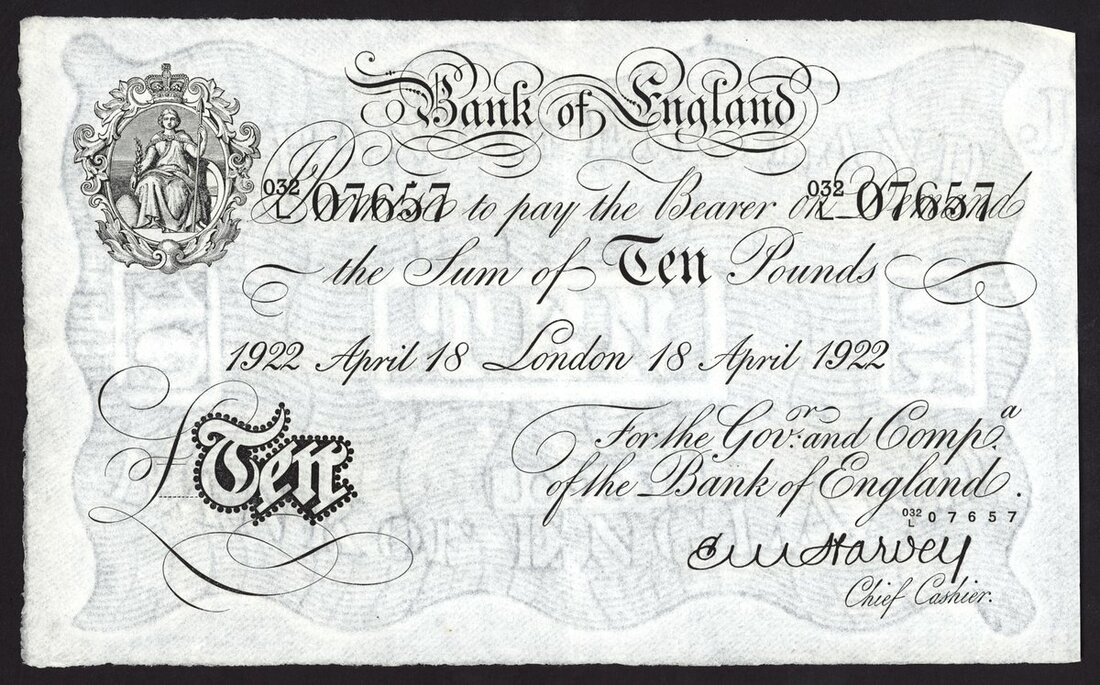 Bank of England
032 L 07657 032 L 07657
Promise to pay the Bearer on Demand
the Sum of Ten Pounds
1922 April 18 London 18 April 1922
For the Govr. and Compa.
of the Bank of England.
032 L 07657
£Ten
E M Harvey
Chief Cashier.